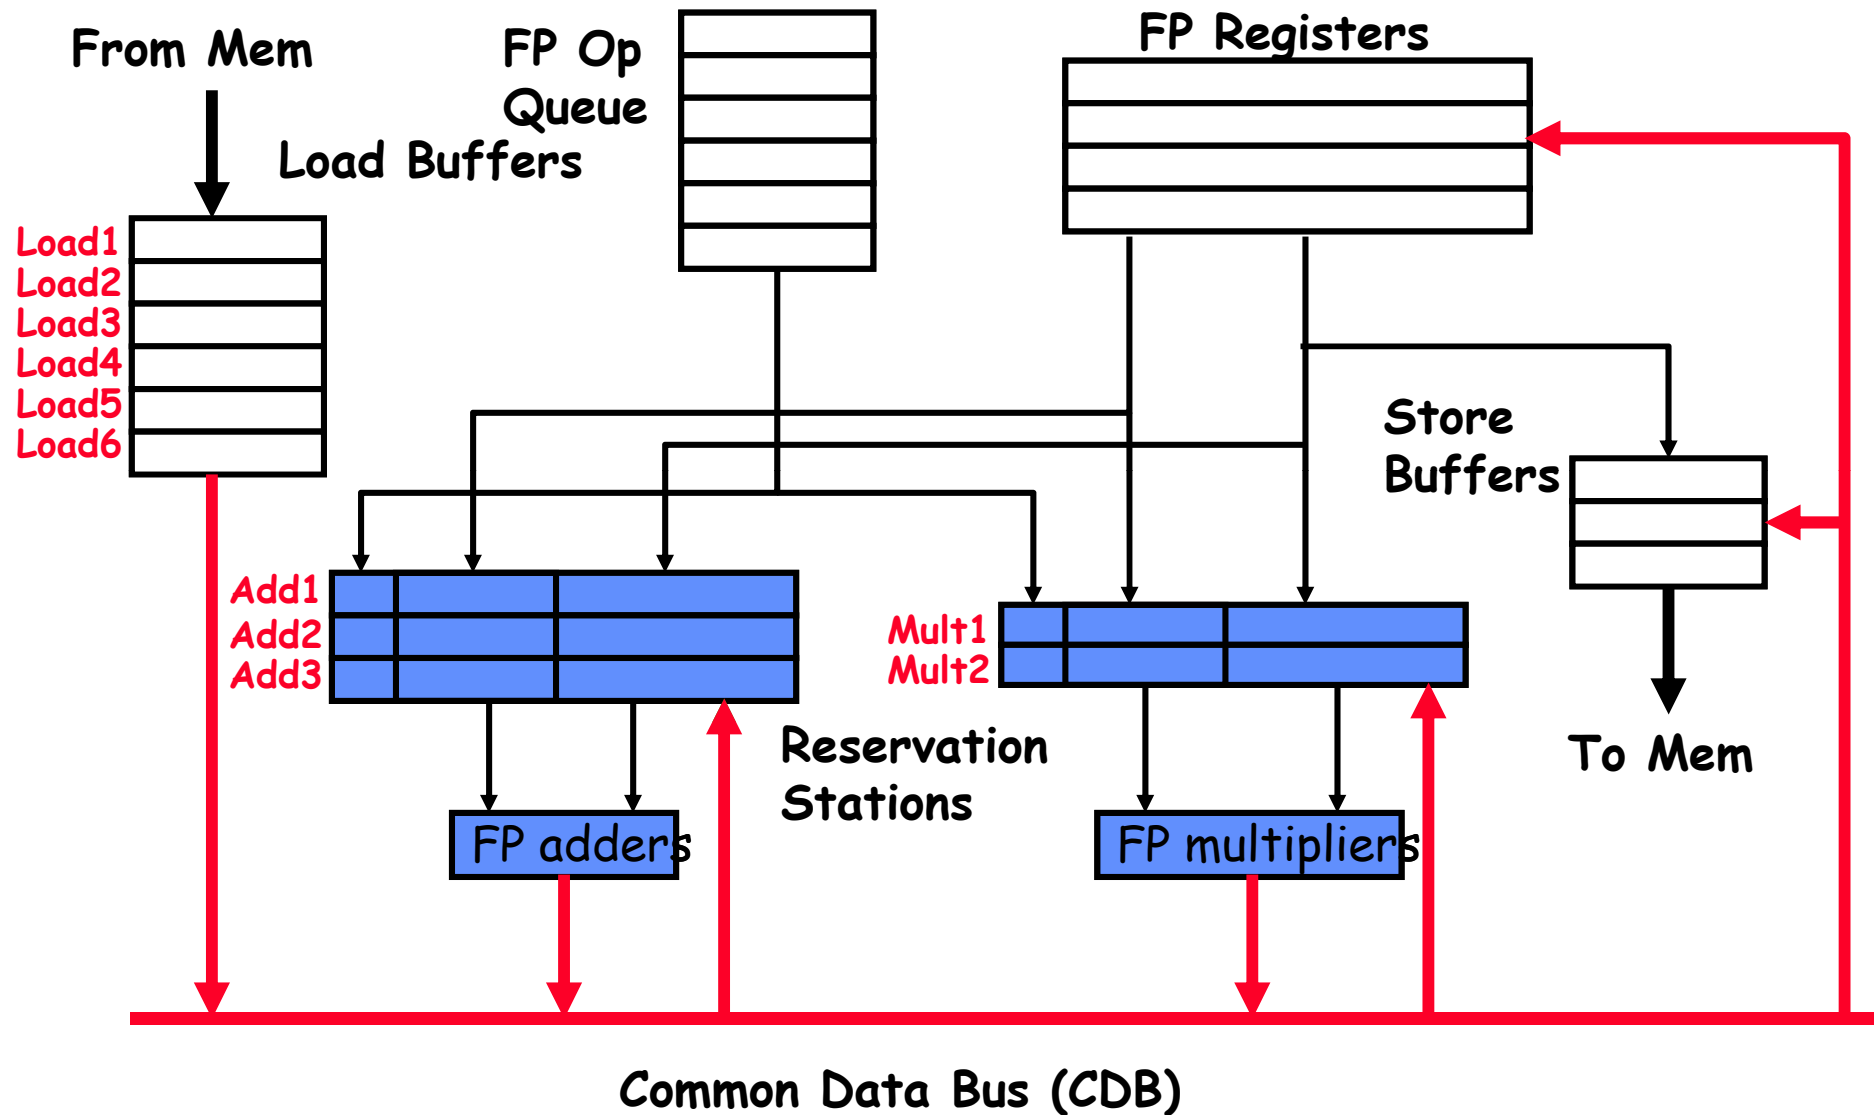 From Mem
FP Op
Queue
FP Registers
Load Buffers
Load1
Load2
Load3
Load4
Load5
Load6
Store
Buffers
Add1
Add2
Add3
Mult1
Mult2
Reservation
Stations
To Mem
FP adders
FP multipliers
Common Data Bus (CDB)